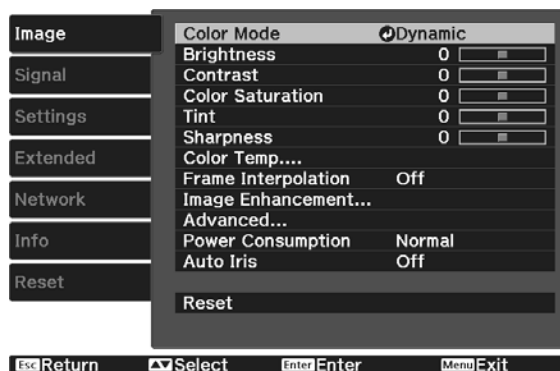 Image
Signal
Settings
Extended
Network
Info
Reset
Color Mode Dynamic
Brightness 0
Contrast 0
Color Saturation 0
Tint 0
Sharpness 0
Color Temp....
Frame Interpolation Off
Image Enhancement...
Advanced...
Power Consumption Normal
Auto Iris Off
Reset
Esc Return Select Enter Enter Menu Exit